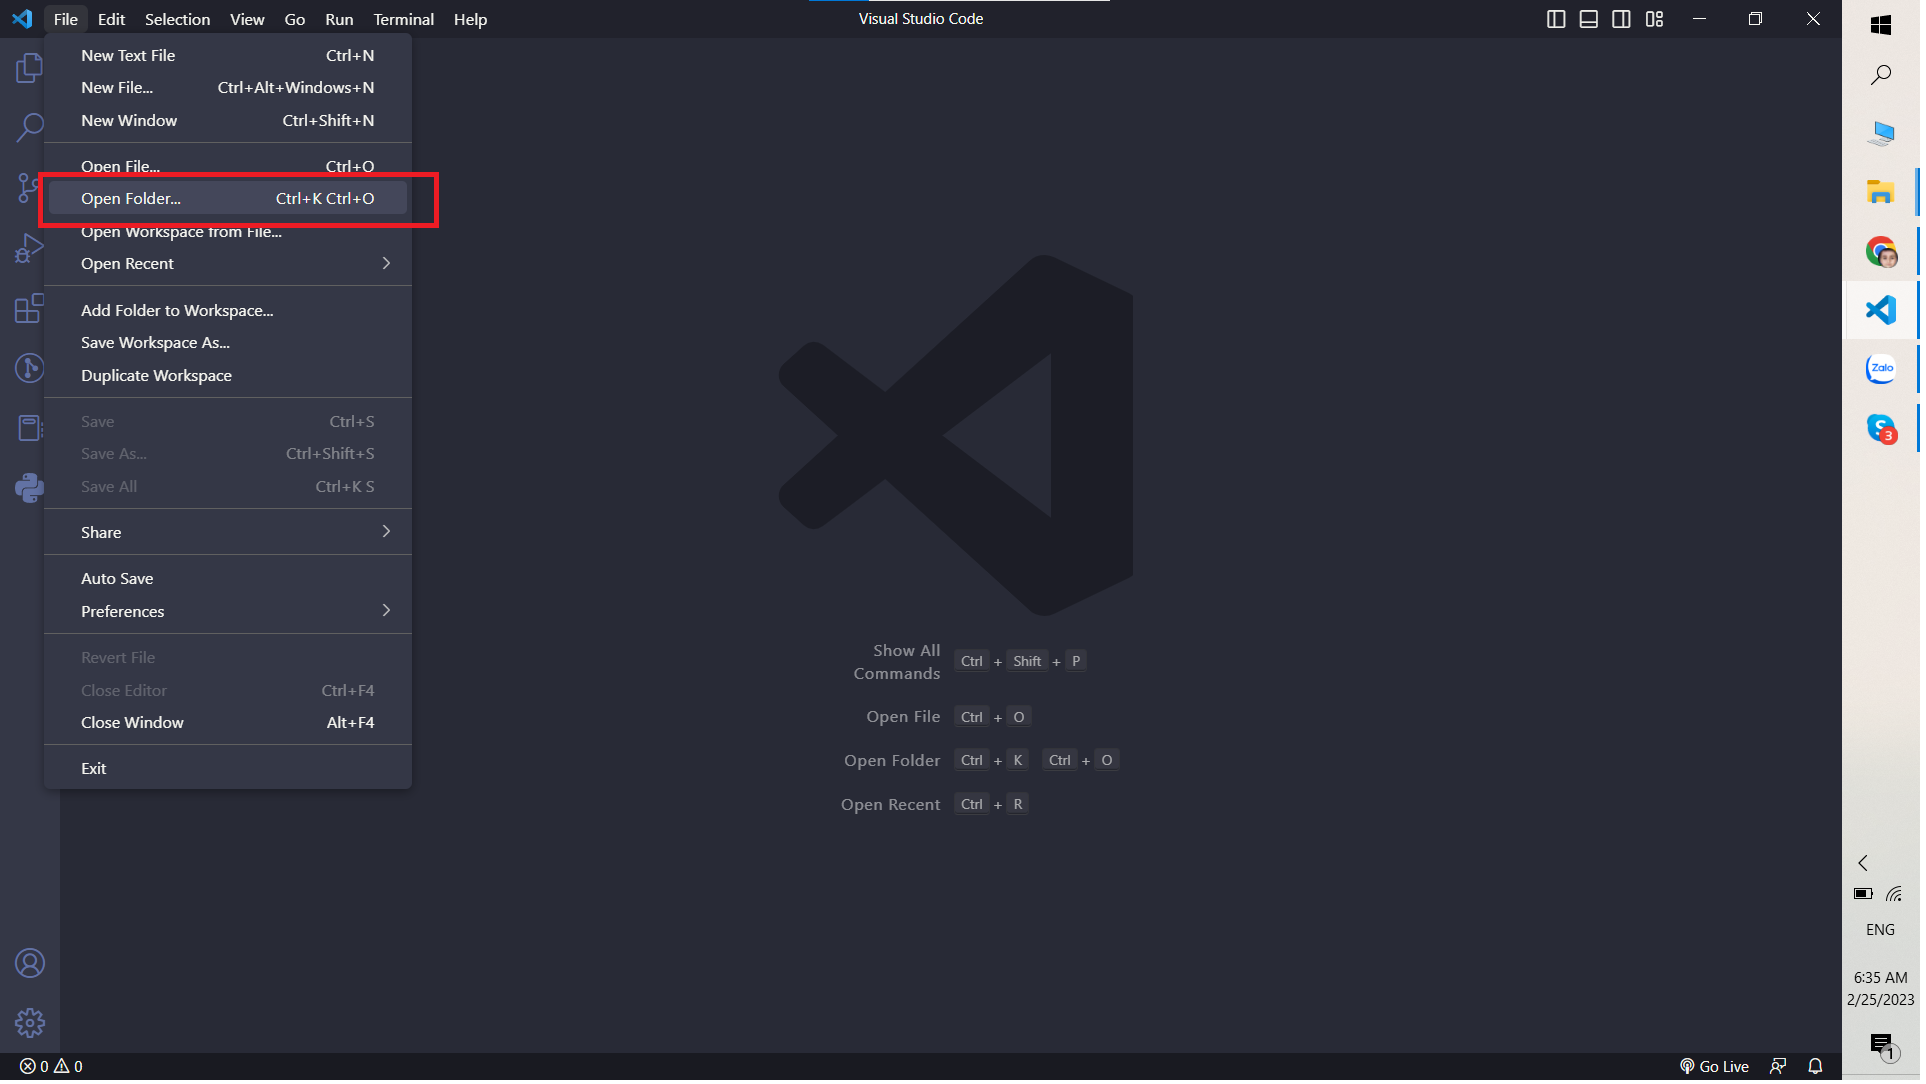 File Edit Selection View Go Run Terminal Help
Visual Studio Code
New Text File Ctrl+N
New File... Ctrl+Alt+Windows+N
New Window Ctrl+Shift+N
Open File... Ctrl+O
Open Folder... Ctrl+K Ctrl+O
Open Workspace from File...
Open Recent
Add Folder to Workspace...
Save Workspace As...
Duplicate Workspace
Save Ctrl+S
Save As... Ctrl+Shift+S
Save All Ctrl+K S
Share
Auto Save
Preferences
Revert File
Close Editor Ctrl+F4
Close Window Alt+F4
Exit
Show All
Commands Ctrl + Shift + P
Open File Ctrl + O
Open Folder Ctrl + K Ctrl + O
Open Recent Ctrl + R
0 0
Go Live
Zalo
S 3
ENG
6:35 AM
2/25/2023
1